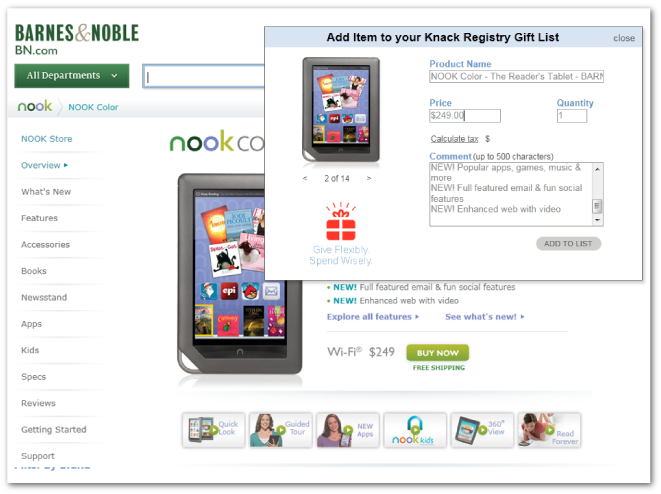 BARNES&NOBLE
BN.com
All Departments
nook
NOOK Color
NOOK Store
Overview
What's New
Features
Accessories
Books
Newsstand
Apps
Kids
Specs
Reviews
Getting Started
Support
nook co
Add Item to your Knack Registry Gift List
close
Product Name
NOOK Color - The Reader's Tablet - BARN
Price
Quantity
$249.00
1
Calculate tax $
< 2 of 14 >
Comment (up to 500 characters)
NEW! Popular apps, games, music &
more
NEW! Full featured email & fun social
features
NEW! Enhanced web with video
Give Flexibly.
Spend Wisely.
ADD TO LIST
epi
• NEW! Full featured email & fun social features
• NEW! Enhanced web with video
Explore all features
See what's new!
Wi-Fi® $249
BUY NOW
FREE SHIPPING
Quick
Look
Guided
Tour
NEW
Apps
nook kids
360°
View
Read
Forever